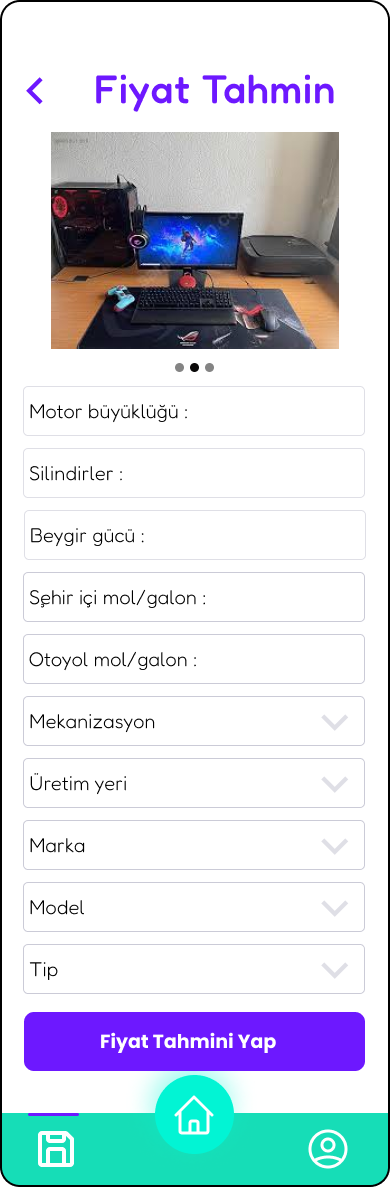 Fiyat Tahmin
Motor büyüklüğü :
Silindirler :
Beygir gücü :
Şehir içi mol/galon :
Otoyol mol/galon :
Mekanizasyon
Üretim yeri
Marka
Model
Tip
Fiyat Tahmini Yap